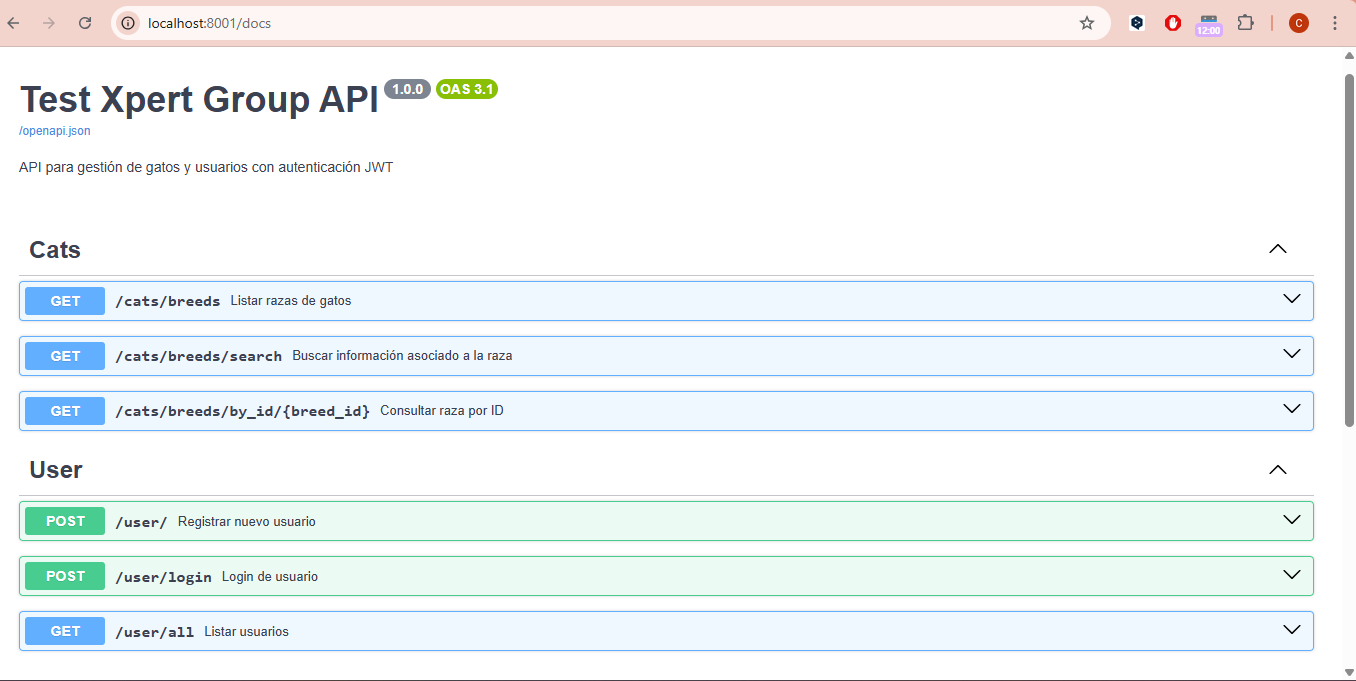 localhost:8001/docs
12:00
C
Test Xpert Group API 1.0.0 OAS 3.1
/openapi.json
API para gestión de gatos y usuarios con autenticación JWT
Cats
GET /cats/breeds Listar razas de gatos
GET /cats/breeds/search Buscar información asociado a la raza
GET /cats/breeds/by_id/{breed_id} Consultar raza por ID
User
POST /user/ Registrar nuevo usuario
POST /user/login Login de usuario
GET /user/all Listar usuarios